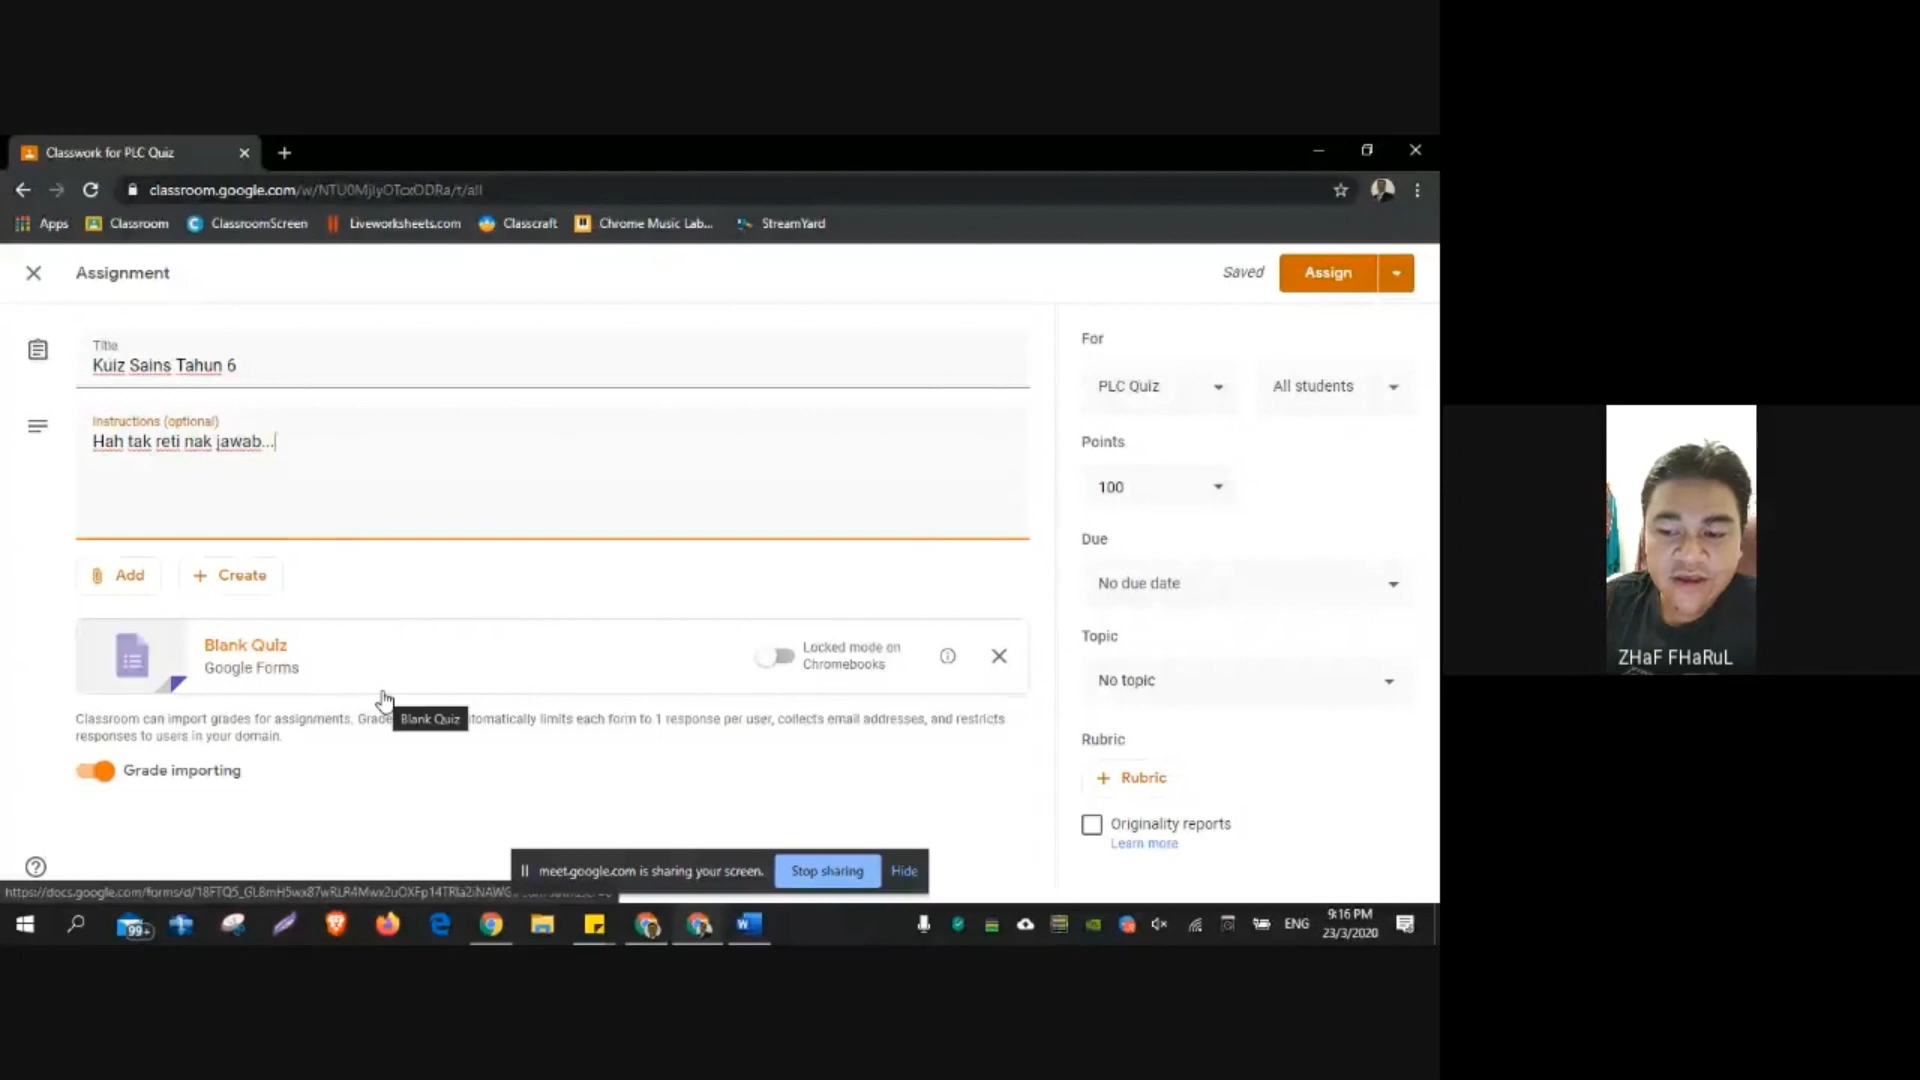 Classwork for PLC Quiz
classroom.google.com/w/NTU0MjIyOTcxODRa/t/all
Apps Classroom ClassroomScreen Liveworksheets.com Classcraft Chrome Music Lab... StreamYard
Assignment
Saved
Assign
Title
Kuiz Sains Tahun 6
Instructions (optional)
Hah tak reti nak jawab...
Add
Create
Blank Quiz
Google Forms
Locked mode on
Chromebooks
Blank Quiz
Classroom can import grades for assignments. Grade tomatically limits each form to 1 response per user, collects email addresses, and restricts
responses to users in your domain.
Grade importing
For
PLC Quiz
All students
Points
100
Due
No due date
Topic
No topic
Rubric
Rubric
Originality reports
Learn more
meet.google.com is sharing your screen.
Stop sharing
Hide
99+
ENG
9:16 PM
23/3/2020
ZHaF FHaRuL